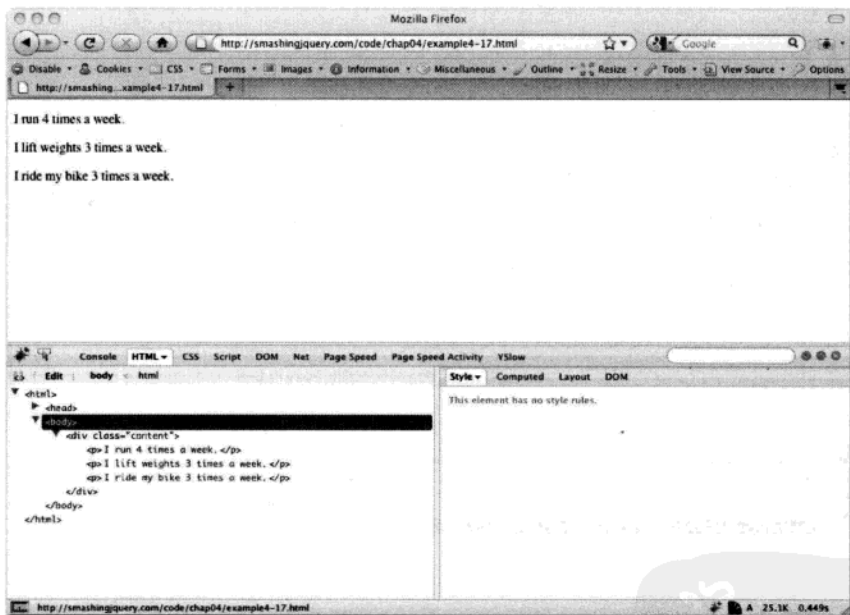 Mozilla Firefox
http://smashingjquery.com/code/chap04/example4-17.html
Google
Disable Cookies CSS Forms Images Information Miscellaneous Outline Resize Tools View Source Options
http://smashing...xample4-17.html
I run 4 times a week.
I lift weights 3 times a week.
I ride my bike 3 times a week.
Console HTML CSS Script DOM Net Page Speed Page Speed Activity YSlow
Edit body < html
Style Computed Layout DOM
<html>
<head>
<body>
<div class="content">
<p>I run 4 times a week.</p>
<p>I lift weights 3 times a week.</p>
<p>I ride my bike 3 times a week.</p>
</div>
</body>
</html>
This element has no style rules.
http://smashingjquery.com/code/chap04/example4-17.html
A 25.1K 0.449s